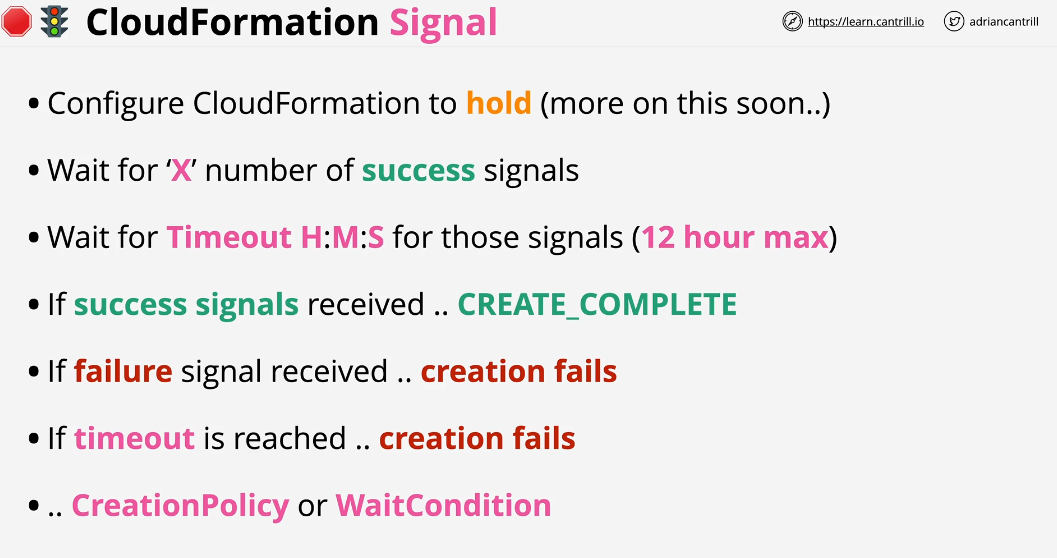 CloudFormation Signal
https://learn.cantrill.io
adriancantrill
• Configure CloudFormation to hold (more on this soon..)
• Wait for ‘X’ number of success signals
• Wait for Timeout H:M:S for those signals (12 hour max)
• If success signals received .. CREATE_COMPLETE
• If failure signal received .. creation fails
• If timeout is reached .. creation fails
• .. CreationPolicy or WaitCondition